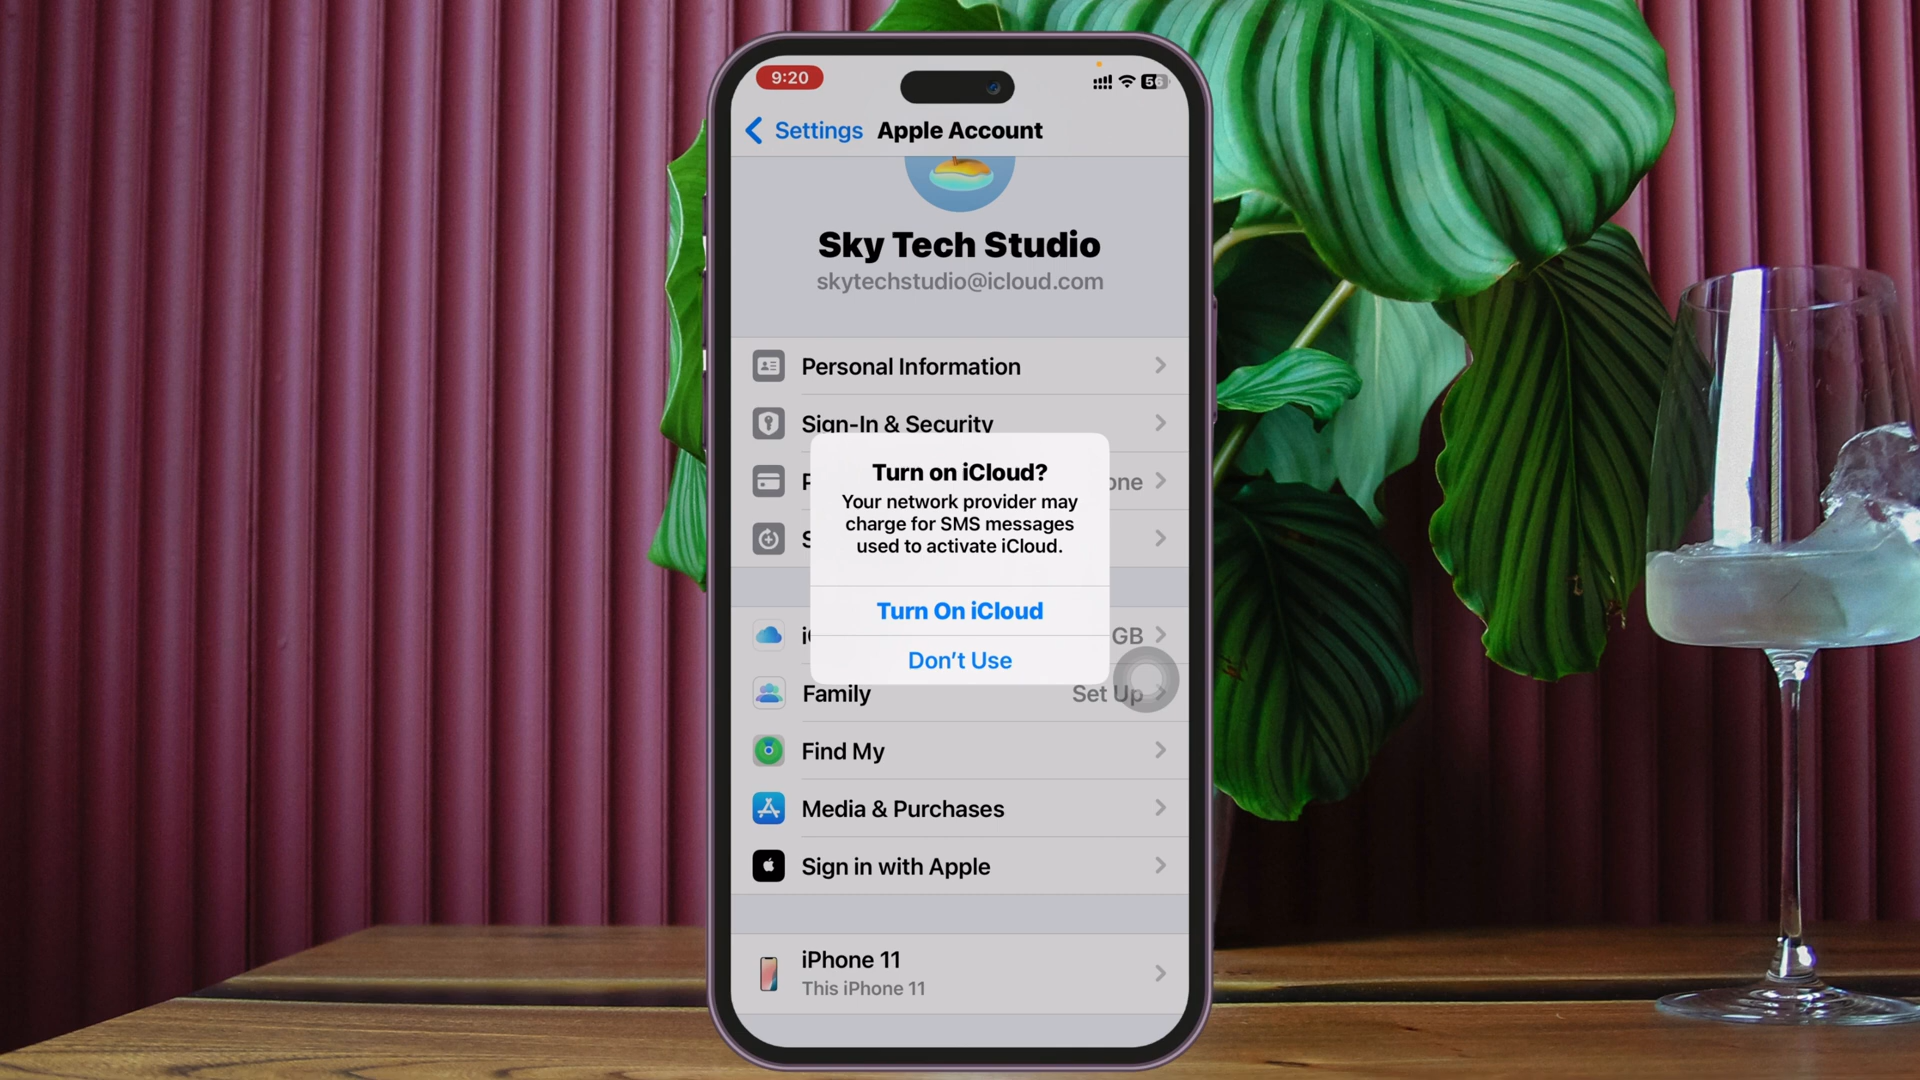 9:20
56
Settings Apple Account
Sky Tech Studio
skytechstudio@icloud.com
Personal Information
Sign-In & Security
Turn on iCloud?
Your network provider may
charge for SMS messages
used to activate iCloud.
Turn On iCloud
GB
Don't Use
Family Set Up
Find My
Media & Purchases
Sign in with Apple
iPhone 11
This iPhone 11